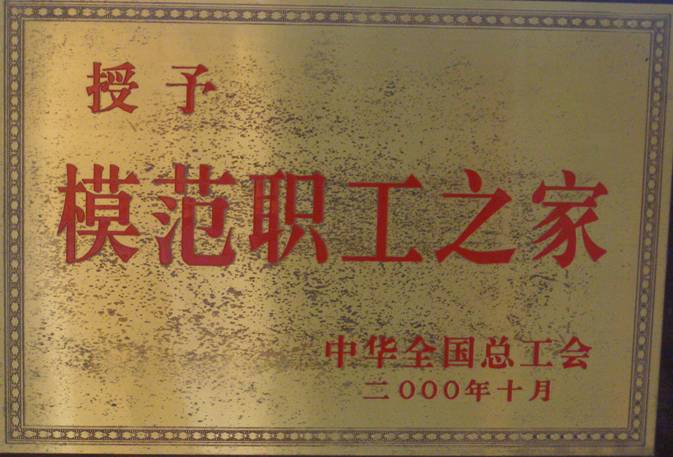 授予
模范职工之家
中华全国总工会
二000年十月